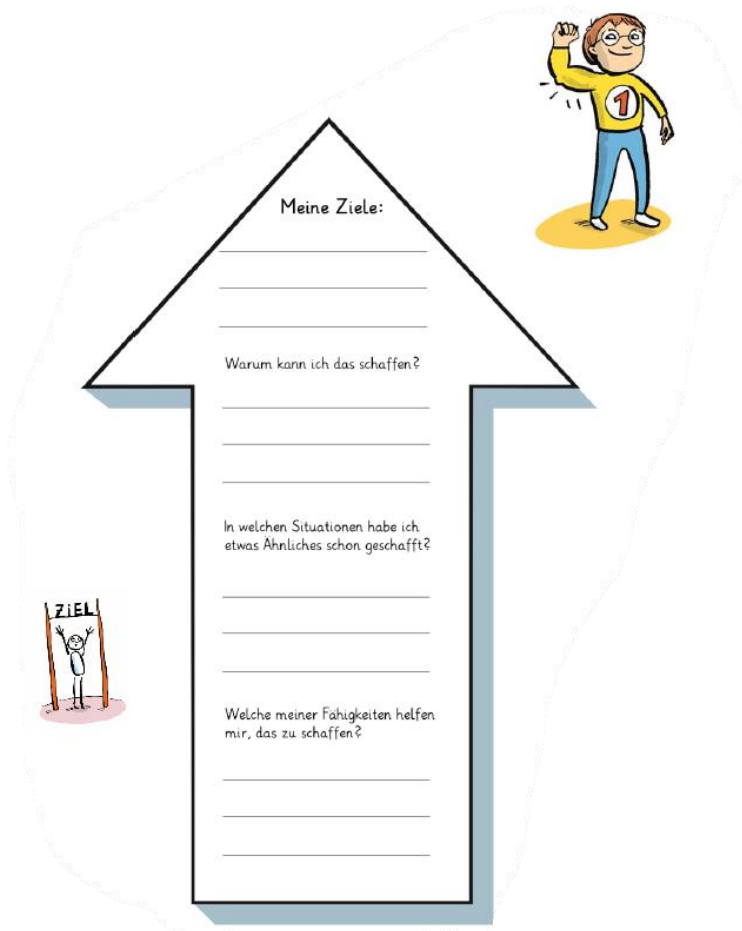 1
Meine Ziele:
Warum kann ich das schaffen?
In welchen Situationen habe ich
etwas Ähnliches schon geschafft?
ZiEL
Welche meiner Fähigkeiten helfen
mir, das zu schaffen?